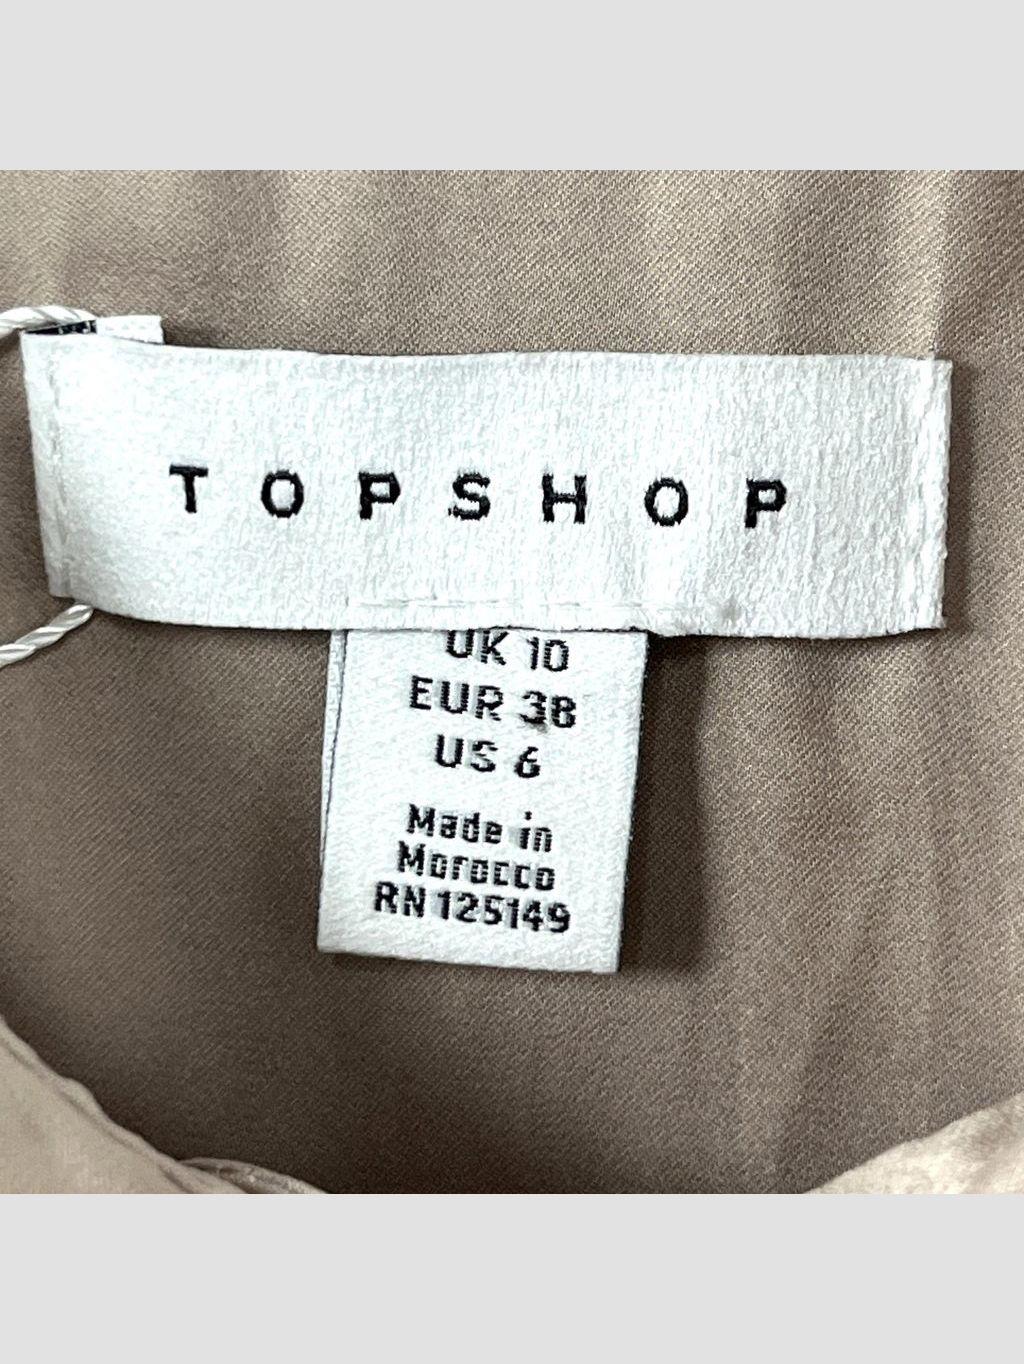 TOPSHOP
UK 10
EUR 38
US 6
Made in
Morocco
RN 125149